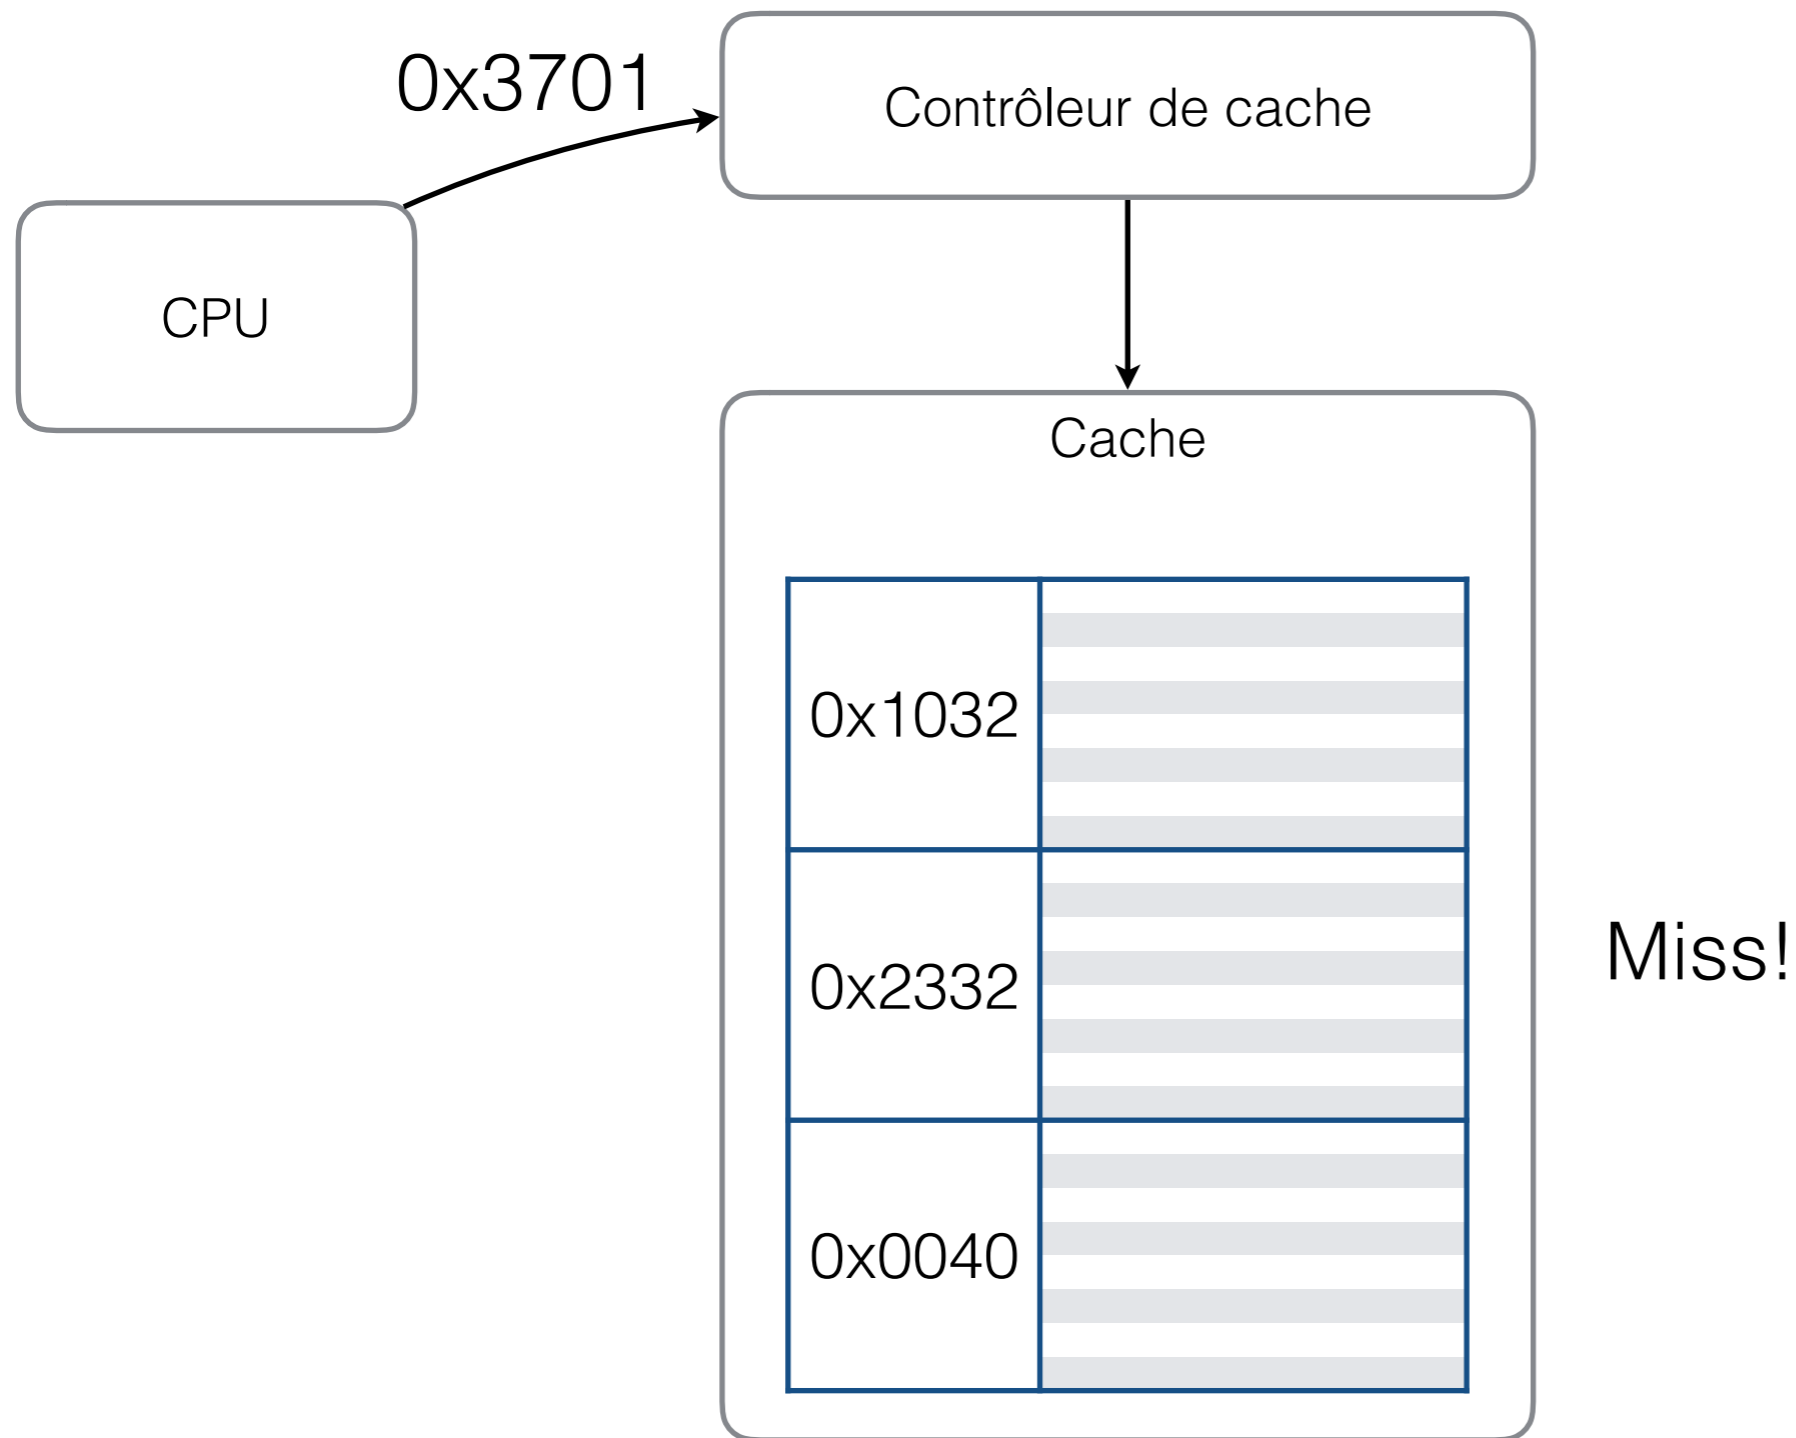 0x3701
Contrôleur de cache
CPU
Cache
0x1032
0x2332
Miss!
0x0040